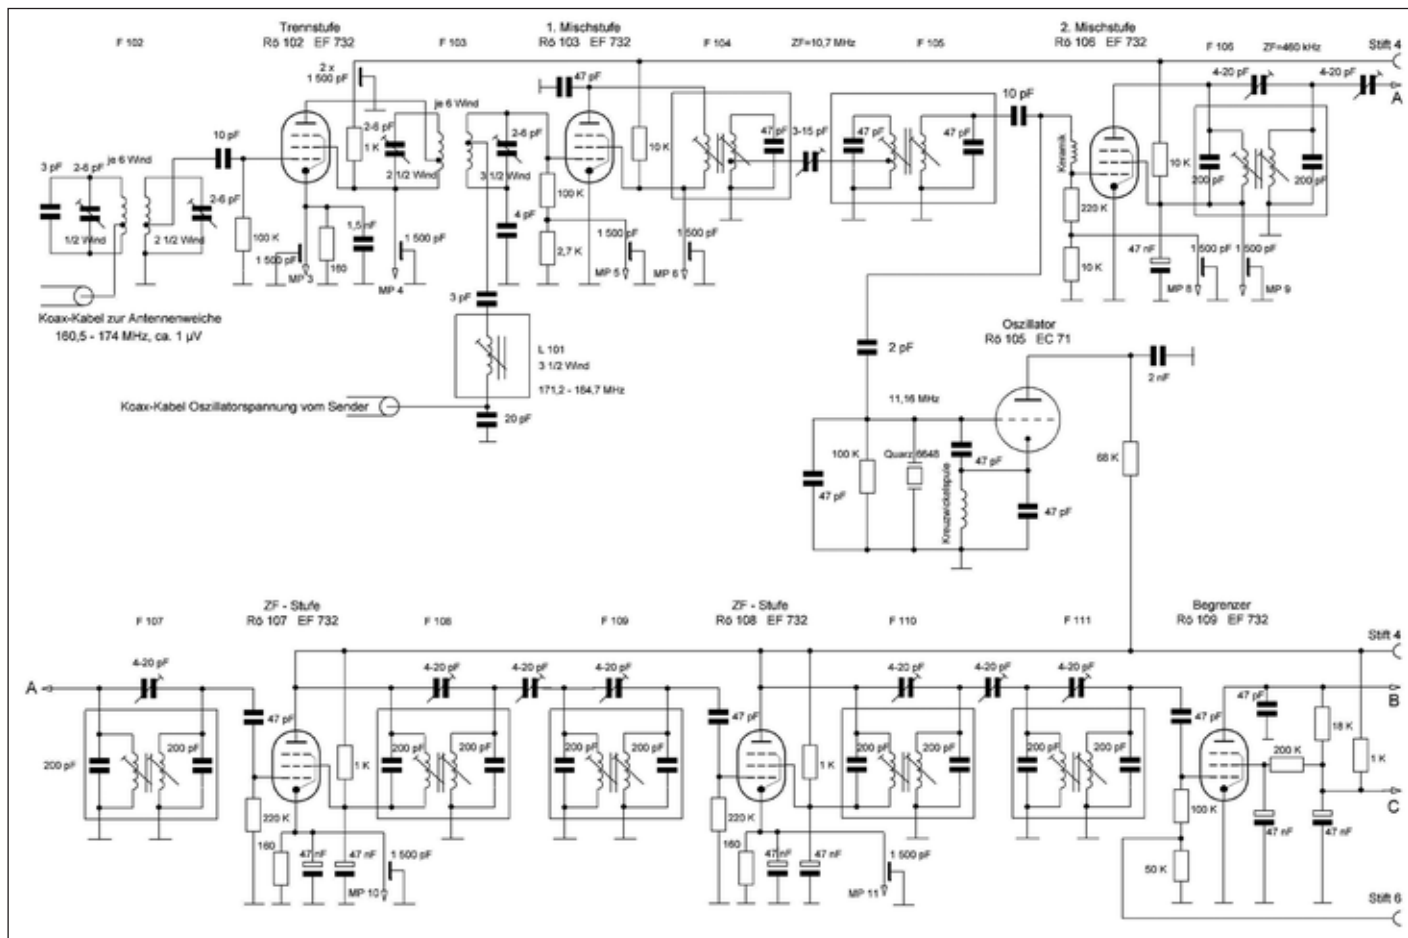 Trennstufe
1. Mischstufe
2. Mischstufe
F 102
Rö 102 EF 732
F 103
Rö 103 EF 732
F 104
ZF=10,7 MHz
F 105
Rö 106 EF 732
F 106
ZF=460 kHz
Stift 4
2 x
1 500 pF
47 pF
4-20 pF
4-20 pF
A
je 6 Wind
10 pF
10 pF
2-6 pF
1 K
2-6 pF
10 K
47 pF
3-15 pF
47 pF
47 pF
Keramik
10 K
200 pF
200 pF
3 pF
2-6 pF
je 6 Wind
2-6 pF
2 1/2 Wind
3 1/2 Wind
100 K
220 K
1/2 Wind
2 1/2 Wind
100 K
1,5 nF
4 pF
1 500 pF
160
1 500 pF
2,7 K
1 500 pF
1 500 pF
10 K
47 nF
1 500 pF
1 500 pF
MP 3
MP 4
MP 5
MP 6
MP 8
MP 9
Koax-Kabel zur Antennenweiche
160,5 - 174 MHz, ca. 1 µV
3 pF
L 101
3 1/2 Wind
171,2 - 184,7 MHz
Koax-Kabel Oszillatorspannung vom Sender
20 pF
Oszillator
Rö 105 EC 71
2 pF
2 nF
11,16 MHz
100 K
Quarz 6648
47 pF
68 K
47 pF
Kreuzwickelspule
47 pF
ZF - Stufe
ZF - Stufe
Begrenzer
F 107
Rö 107 EF 732
F 108
F 109
Rö 108 EF 732
F 110
F 111
Rö 109 EF 732
Stift 4
4-20 pF
4-20 pF
4-20 pF
4-20 pF
4-20 pF
4-20 pF
4-20 pF
A
47 pF
47 pF
47 pF
47 pF
B
18 K
200 pF
200 pF
1 K
200 pF
200 pF
200 pF
200 pF
1 K
200 pF
200 pF
200 pF
200 pF
200 K
1 K
220 K
220 K
100 K
C
160
47 nF
47 nF
1 500 pF
160
47 nF
47 nF
1 500 pF
47 nF
47 nF
50 K
MP 10
MP 11
Stift 6